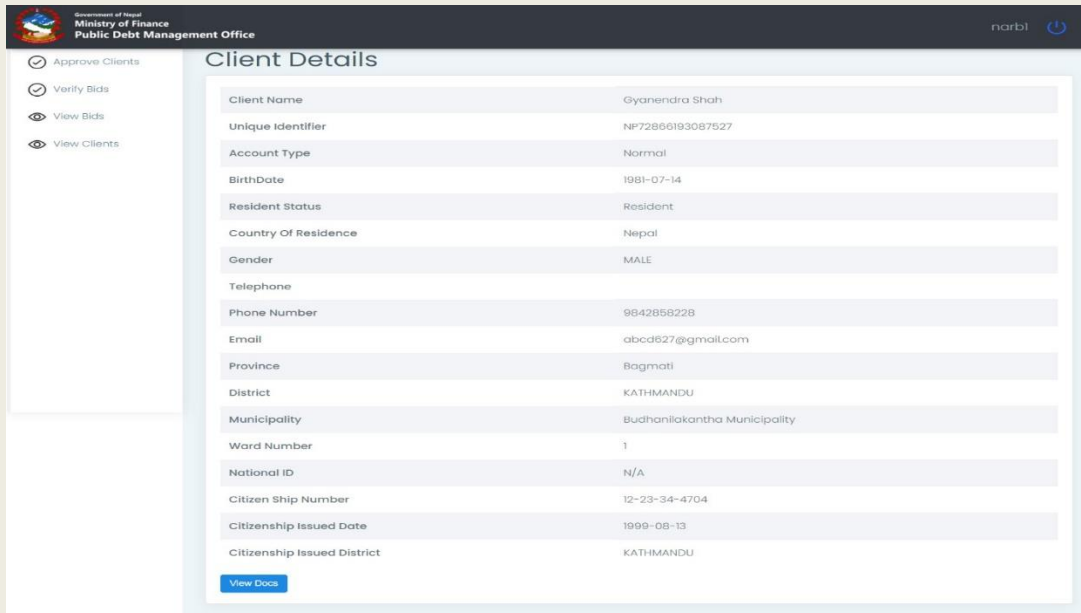 Government of Nepal
Ministry of Finance
Public Debt Management Office
narb1
Approve Clients
Verify Bids
View Bids
View Clients
Client Details
Client Name Gyanendra Shah
Unique Identifier NP72866193087527
Account Type Normal
BirthDate 1981-07-14
Resident Status Resident
Country Of Residence Nepal
Gender MALE
Telephone
Phone Number 9842858228
Email abcd627@gmail.com
Province Bagmati
District KATHMANDU
Municipality Budhanilakantha Municipality
Ward Number 1
National ID N/A
Citizen Ship Number 12-23-34-4704
Citizenship Issued Date 1999-08-13
Citizenship Issued District KATHMANDU
View Docs